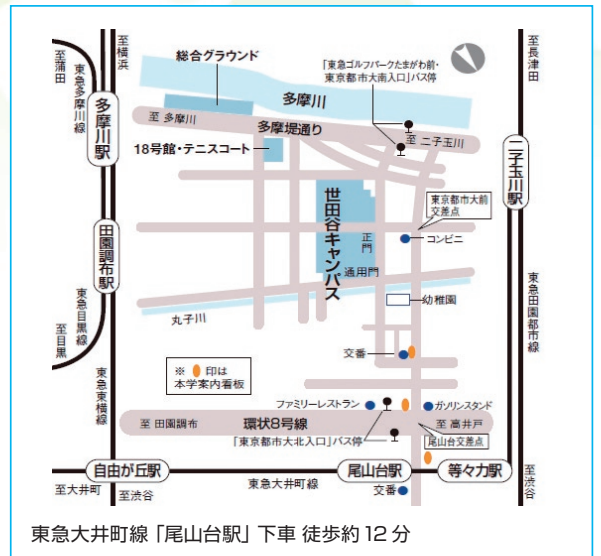 至蒲田
東急多摩川線
至横浜
多摩川駅
総合グラウンド
「東急ゴルフパークたまがわ前・
東京都市大南入口」バス停
至長津田
多摩川
至 多摩川
多摩堤通り
至 二子玉川
18号館・テニスコート
二子玉川駅
世田谷キャンパス
正門
通用門
東京都市大前
交差点
コンビニ
田園調布駅
東急目黒線
至目黒
丸子川
幼稚園
東急田園都市線
※ 印は
本学案内看板
交番
東急東横線
ファミリーレストラン
ガソリンスタンド
至 田園調布
環状8号線
至 高井戸
「東京都市大北入口」バス停
尾山台交差点
自由が丘駅
尾山台駅
等々力駅
至大井町
至渋谷
東急大井町線
交番
至渋谷
東急大井町線「尾山台駅」下車 徒歩約12分